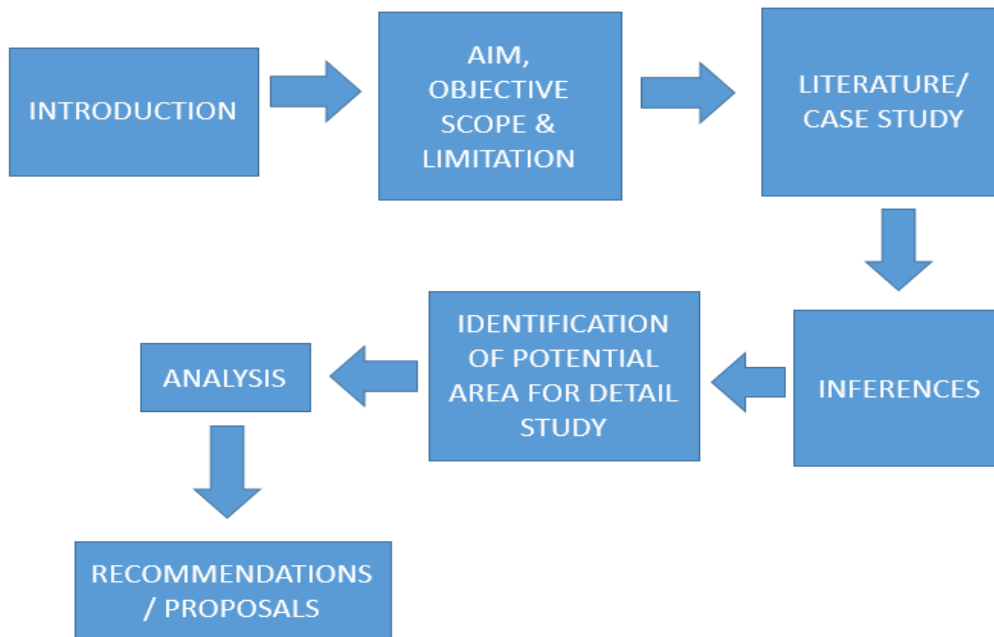 INTRODUCTION
AIM,
OBJECTIVE
SCOPE &
LIMITATION
LITERATURE/
CASE STUDY
INFERENCES
IDENTIFICATION
OF POTENTIAL
AREA FOR DETAIL
STUDY
ANALYSIS
RECOMMENDATIONS
/ PROPOSALS